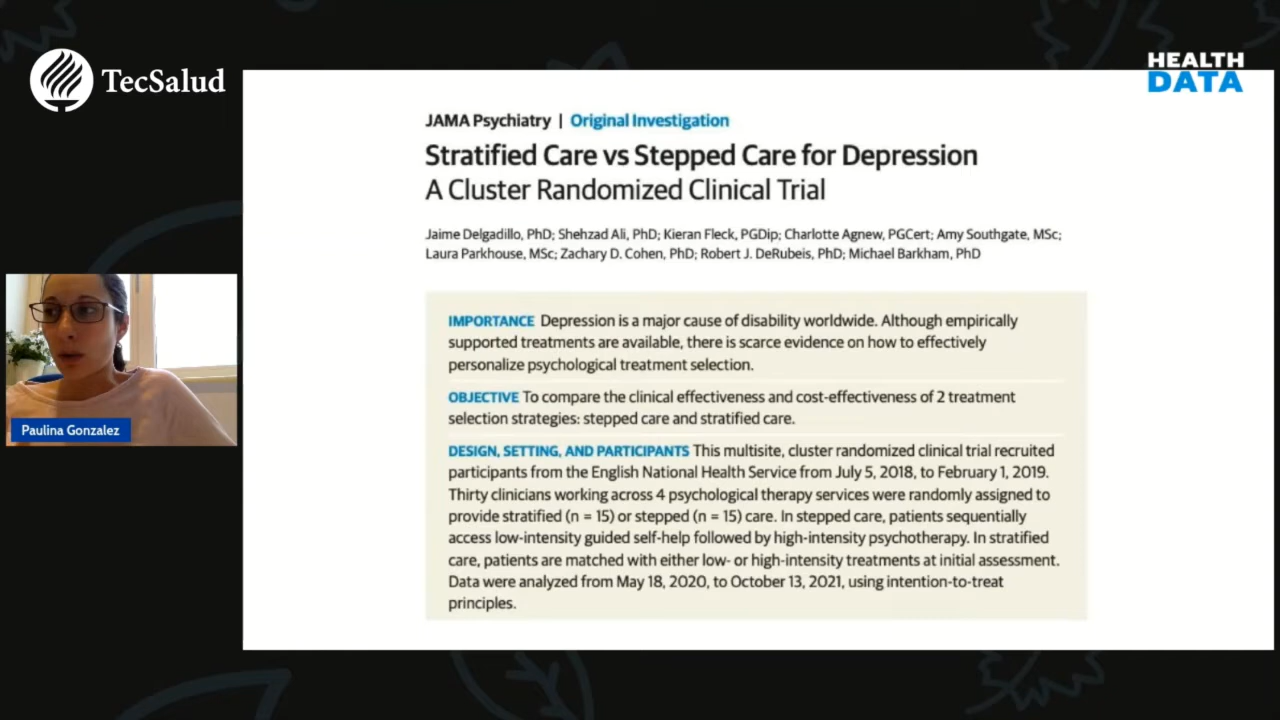 TecSalud
HEALTH
DATA
JAMA Psychiatry | Original Investigation
Stratified Care vs Stepped Care for Depression
A Cluster Randomized Clinical Trial
Jaime Delgadillo, PhD; Shehzad Ali, PhD; Kieran Fleck, PGDip; Charlotte Agnew, PGCert; Amy Southgate, MSc;
Laura Parkhouse, MSc; Zachary D. Cohen, PhD; Robert J. DeRubeis, PhD; Michael Barkham, PhD
IMPORTANCE Depression is a major cause of disability worldwide. Although empirically
supported treatments are available, there is scarce evidence on how to effectively
personalize psychological treatment selection.
OBJECTIVE To compare the clinical effectiveness and cost-effectiveness of 2 treatment
selection strategies: stepped care and stratified care.
DESIGN, SETTING, AND PARTICIPANTS This multisite, cluster randomized clinical trial recruited
participants from the English National Health Service from July 5, 2018, to February 1, 2019.
Thirty clinicians working across 4 psychological therapy services were randomly assigned to
provide stratified (n = 15) or stepped (n = 15) care. In stepped care, patients sequentially
access low-intensity guided self-help followed by high-intensity psychotherapy. In stratified
care, patients are matched with either low- or high-intensity treatments at initial assessment.
Data were analyzed from May 18, 2020, to October 13, 2021, using intention-to-treat
principles.
Paulina Gonzalez